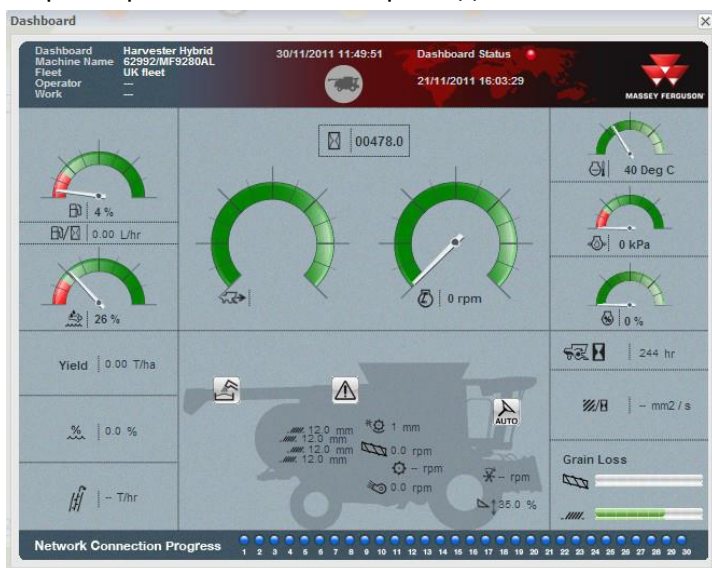 Dashboard
Dashboard Harvester Hybrid
Machine Name 62992/MF9280AL
Fleet UK fleet
Operator ---
Work ---
30/11/2011 11:49:51
Dashboard Status
21/11/2011 16:03:29
MASSEY FERGUSON
00478.0
4 %
0.00 L/hr
26 %
0 rpm
40 Deg C
0 kPa
0 %
Yield 0.00 T/ha
0.0 %
-- T/hr
12.0 mm
12.0 mm
12.0 mm
12.0 mm
1 mm
0.0 rpm
-- rpm
0.0 rpm
AUTO
-- rpm
35.0 %
244 hr
-- mm2 / s
Grain Loss
Network Connection Progress
1 2 3 4 5 6 7 8 9 10 11 12 13 14 15 16 17 18 19 20 21 22 23 24 25 26 27 28 29 30